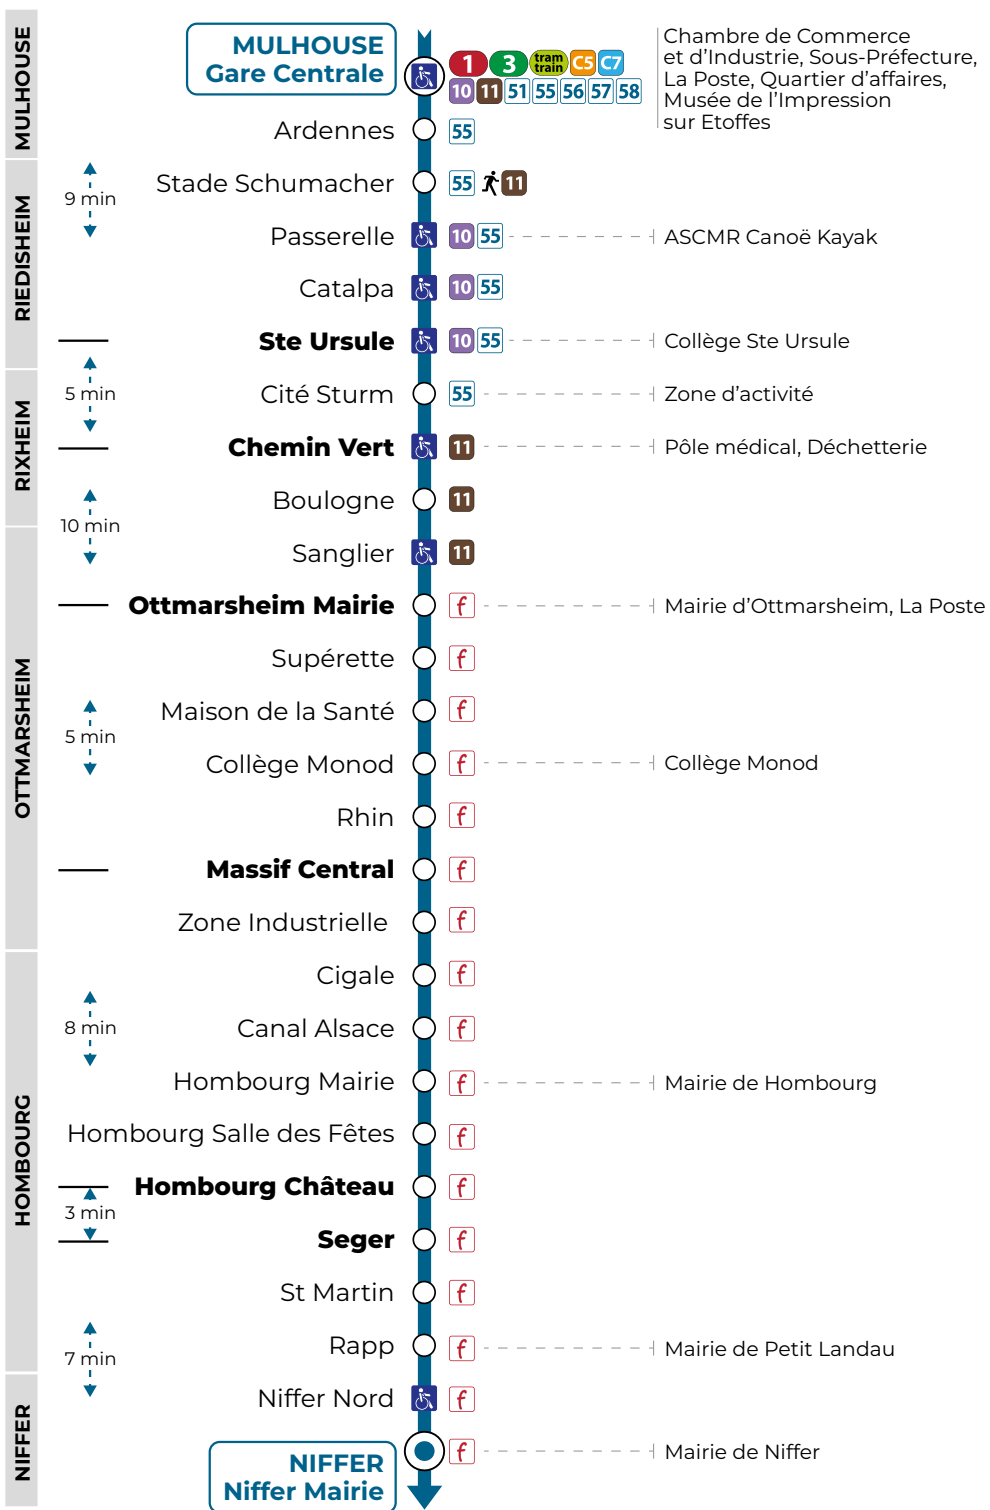 MULHOUSE
MULHOUSE
Gare Centrale
1 3 tram train C5 C7
10 11 51 55 56 57 58
Chambre de Commerce
et d'Industrie, Sous-Préfecture,
La Poste, Quartier d'affaires,
Musée de l'Impression
sur Etoffes
Ardennes 55
RIEDISHEIM
9 min
Stade Schumacher 55 11
Passerelle 10 55 ASCMR Canoë Kayak
Catalpa 10 55
Ste Ursule 10 55 Collège Ste Ursule
RIXHEIM
5 min
Cité Sturm 55 Zone d'activité
Chemin Vert 11 Pôle médical, Déchetterie
Boulogne 11
10 min
Sanglier 11
OTTMARSHEIM
Ottmarsheim Mairie f Mairie d'Ottmarsheim, La Poste
Supérette f
Maison de la Santé f
5 min
Collège Monod f Collège Monod
Rhin f
Massif Central f
Zone Industrielle f
HOMBOURG
Cigale f
8 min
Canal Alsace f
Hombourg Mairie f Mairie de Hombourg
Hombourg Salle des Fêtes f
Hombourg Château f
3 min
Seger f
St Martin f
Rapp f Mairie de Petit Landau
7 min
NIFFER
Niffer Nord f
NIFFER
Niffer Mairie
f Mairie de Niffer